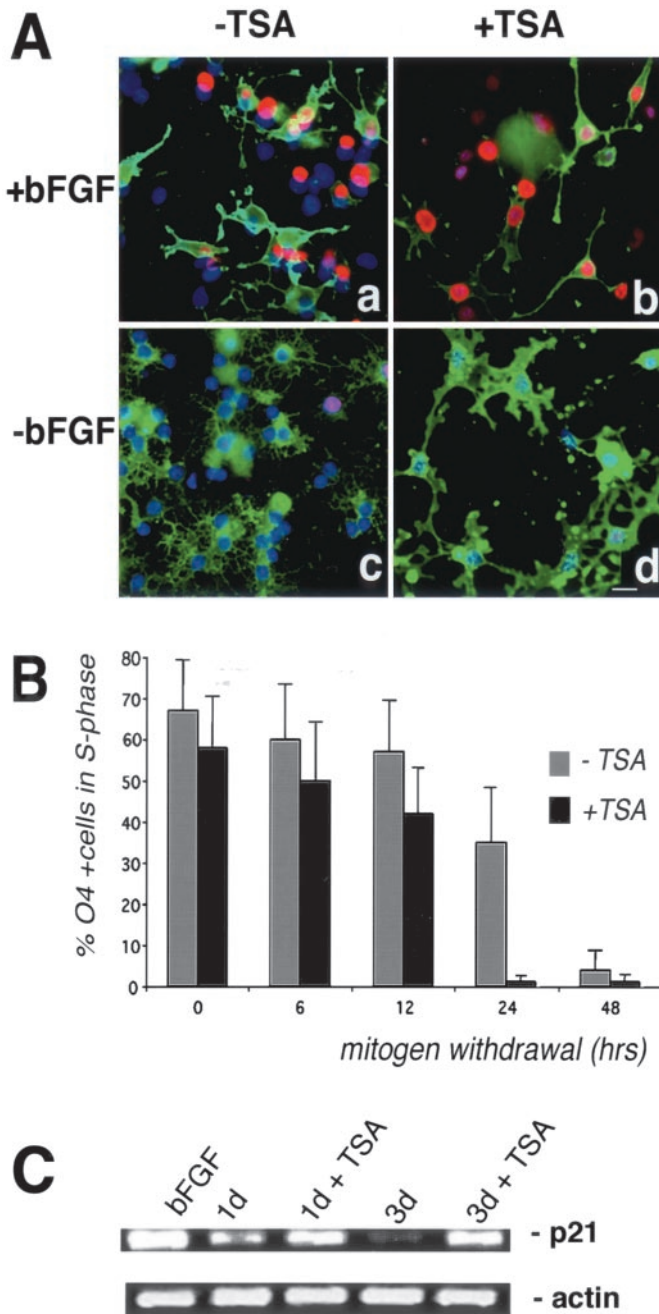 A
-TSA
+TSA
+bFGF
a
b
-bFGF
c
d
B
% O4 +cells in S-phase
80
70
60
50
40
30
20
10
0
0
6
12
24
48
mitogen withdrawal (hrs)
- TSA
+TSA
C
bFGF
1d
1d + TSA
3d
3d + TSA
- p21
- actin